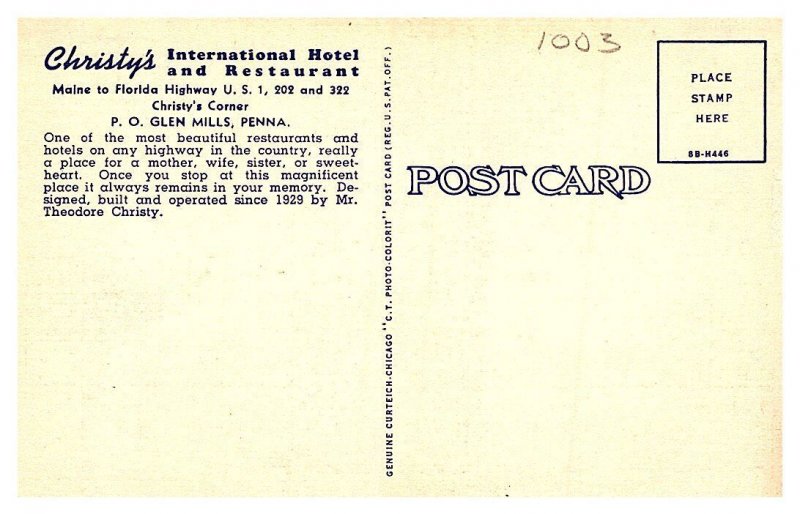 Christy's International Hotel
and Restaurant
Maine to Florida Highway U. S. 1, 202 and 322
Christy's Corner
P. O. GLEN MILLS, PENNA.
One of the most beautiful restaurants and
hotels on any highway in the country, really
a place for a mother, wife, sister, or sweet-
heart. Once you stop at this magnificent
place it always remains in your memory. De-
signed, built and operated since 1929 by Mr.
Theodore Christy.
GENUINE CURTEICH-CHICAGO "C.T. PHOTO-COLORIT" POST CARD (REG. U.S. PAT. OFF.)
1003
POST CARD
PLACE
STAMP
HERE
8B-H446